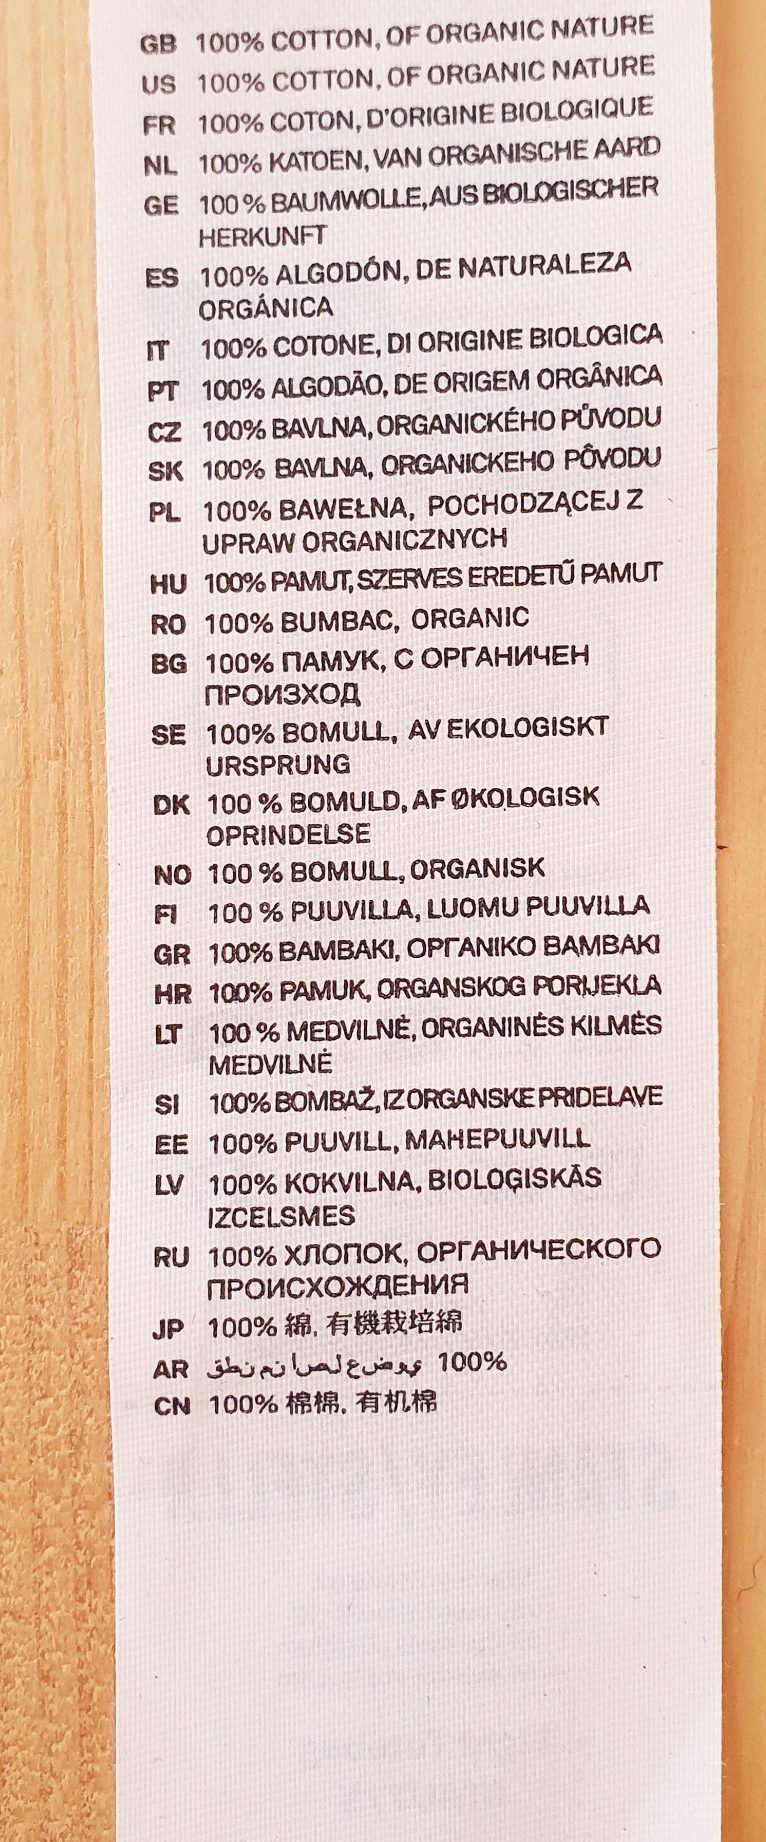 GB 100% COTTON, OF ORGANIC NATURE
US 100% COTTON, OF ORGANIC NATURE
FR 100% COTON, D'ORIGINE BIOLOGIQUE
NL 100% KATOEN, VAN ORGANISCHE AARD
GE 100 % BAUMWOLLE, AUS BIOLOGISCHER
HERKUNFT
ES 100% ALGODÓN, DE NATURALEZA
ORGÁNICA
IT 100% COTONE, DI ORIGINE BIOLOGICA
PT 100% ALGODÃO, DE ORIGEM ORGÂNICA
CZ 100% BAVLNA, ORGANICKÉHO PŮVODU
SK 100% BAVLNA, ORGANICKEHO PÔVODU
PL 100% BAWEŁNA, POCHODZĄCEJ Z
UPRAW ORGANICZNYCH
HU 100% PAMUT, SZERVES EREDETŰ PAMUT
RO 100% BUMBAC, ORGANIC
BG 100% ПАМУК, С ОРГАНИЧЕН
ПРОИЗХОД
SE 100% BOMULL, AV EKOLOGISKT
URSPRUNG
DK 100 % BOMULD, AF ØKOLOGISK
OPRINDELSE
NO 100 % BOMULL, ORGANISK
FI 100 % PUUVILLA, LUOMU PUUVILLA
GR 100% ΒΑΜΒΑΚΙ, ΟΡΓΑΝΙΚΟ ΒΑΜΒΑΚΙ
HR 100% PAMUK, ORGANSKOG PORIJEKLA
LT 100 % MEDVILNĖ, ORGANINĖS KILMĖS
MEDVILNĖ
SI 100% BOMBAŽ, IZ ORGANSKE PRIDELAVE
EE 100% PUUVILL, MAHEPUUVILL
LV 100% KOKVILNA, BIOLOĢISKĀS
IZCELSMES
RU 100% ХЛОПОК, ОРГАНИЧЕСКОГО
ПРОИСХОЖДЕНИЯ
JP 100% 綿, 有機栽培綿
AR قطن من اصل عضوي 100%
CN 100% 棉棉, 有机棉